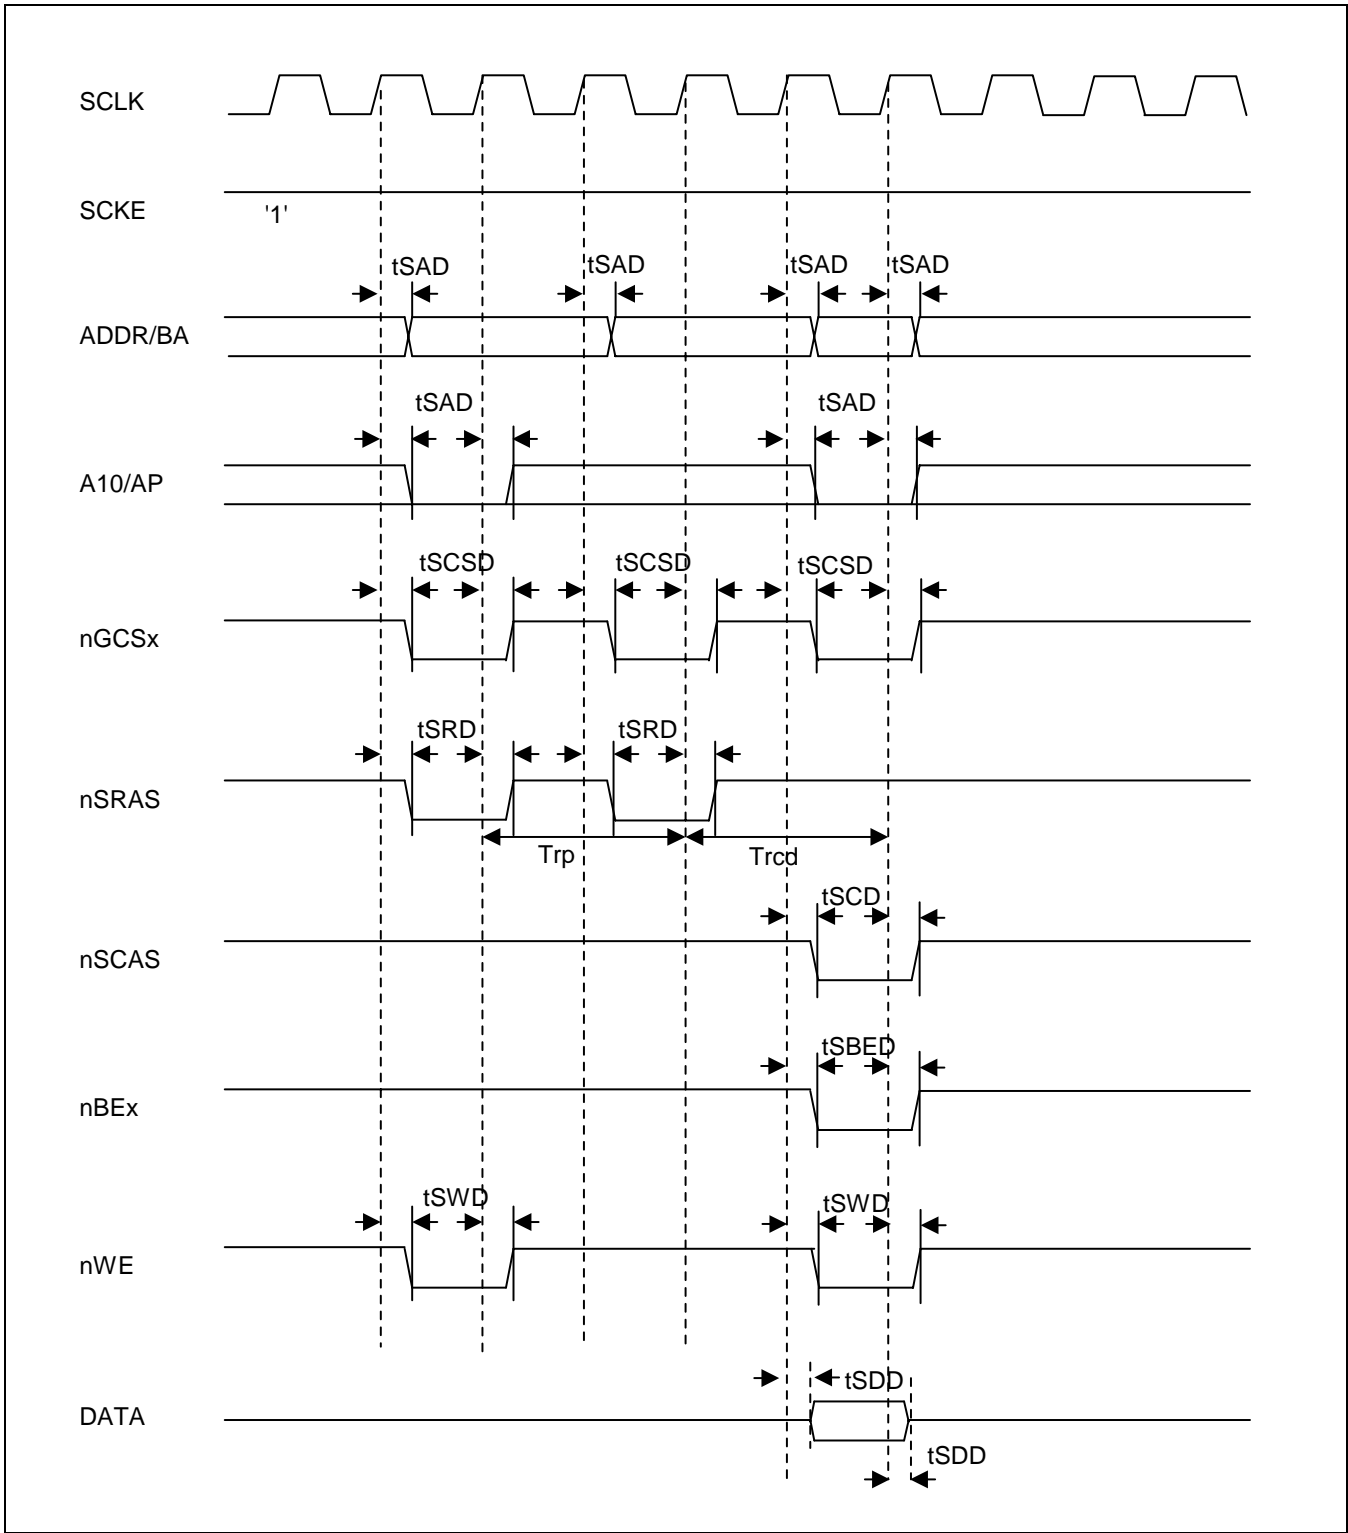 SCLK
SCKE '1'
tSAD tSAD tSAD tSAD
ADDR/BA
tSAD tSAD
A10/AP
tSCSD tSCSD tSCSD
nGCSx
tSRD tSRD
nSRAS
Trp Trcd
tSCD
nSCAS
tSBED
nBEx
tSWD tSWD
nWE
tSDD
DATA
tSDD